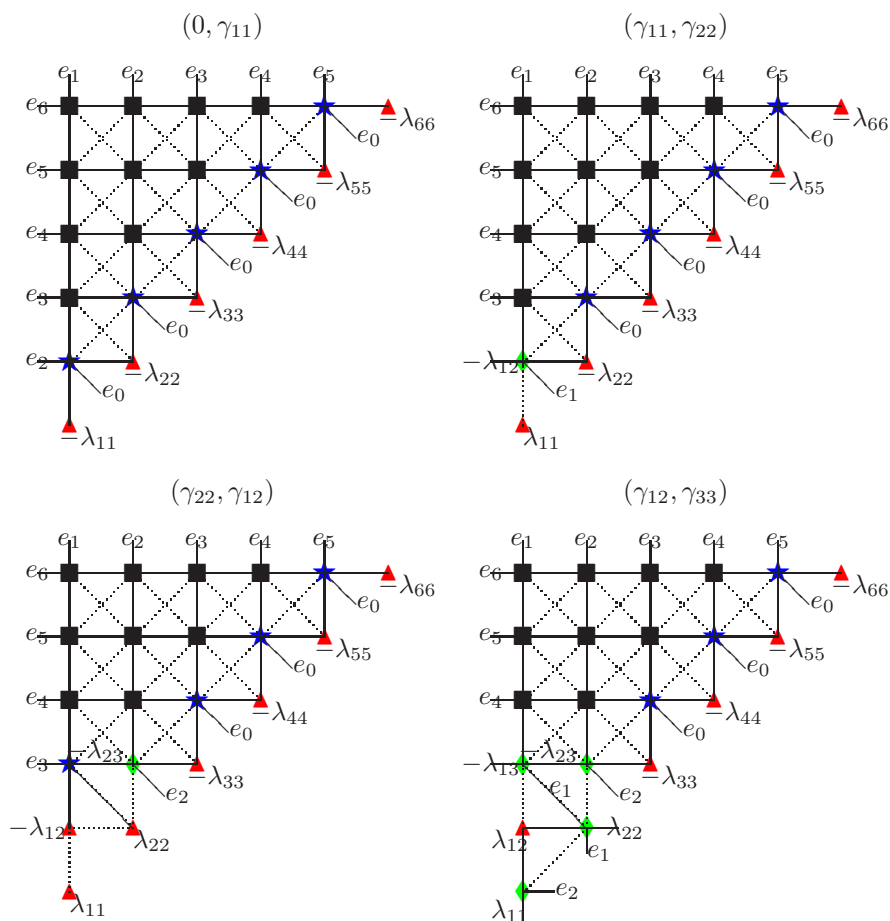 (0, γ₁₁)
e₁ e₂ e₃ e₄ e₅
e₆
e₀ −λ₆₆
e₅
e₀ −λ₅₅
e₄
e₀ −λ₄₄
e₃
e₀ −λ₃₃
e₂
e₀ −λ₂₂
−λ₁₁
(γ₁₁, γ₂₂)
e₁ e₂ e₃ e₄ e₅
e₆
e₀ −λ₆₆
e₅
e₀ −λ₅₅
e₄
e₀ −λ₄₄
e₃
e₀ −λ₃₃
−λ₁₂
e₁ −λ₂₂
λ₁₁
(γ₂₂, γ₁₂)
e₁ e₂ e₃ e₄ e₅
e₆
e₀ −λ₆₆
e₅
e₀ −λ₅₅
e₄
e₀ −λ₄₄
e₃ −λ₂₃
e₂ −λ₃₃
−λ₁₂ λ₂₂
λ₁₁
(γ₁₂, γ₃₃)
e₁ e₂ e₃ e₄ e₅
e₆
e₀ −λ₆₆
e₅
e₀ −λ₅₅
e₄
e₀ −λ₄₄
−λ₁₃ −λ₂₃
e₁ e₂ −λ₃₃
λ₁₂ λ₂₂
e₁
e₂
λ₁₁